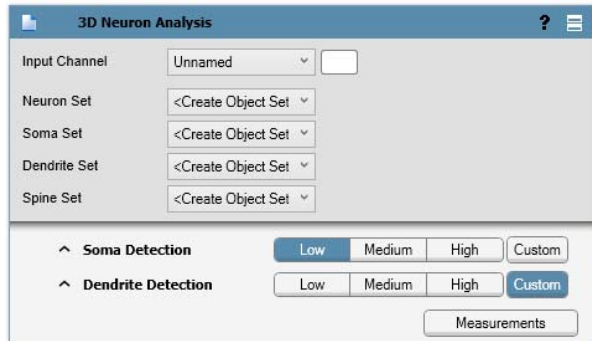 3D Neuron Analysis ?
Input Channel Unnamed
Neuron Set <Create Object Set
Soma Set <Create Object Set
Dendrite Set <Create Object Set
Spine Set <Create Object Set
Soma Detection Low Medium High Custom
Dendrite Detection Low Medium High Custom
Measurements